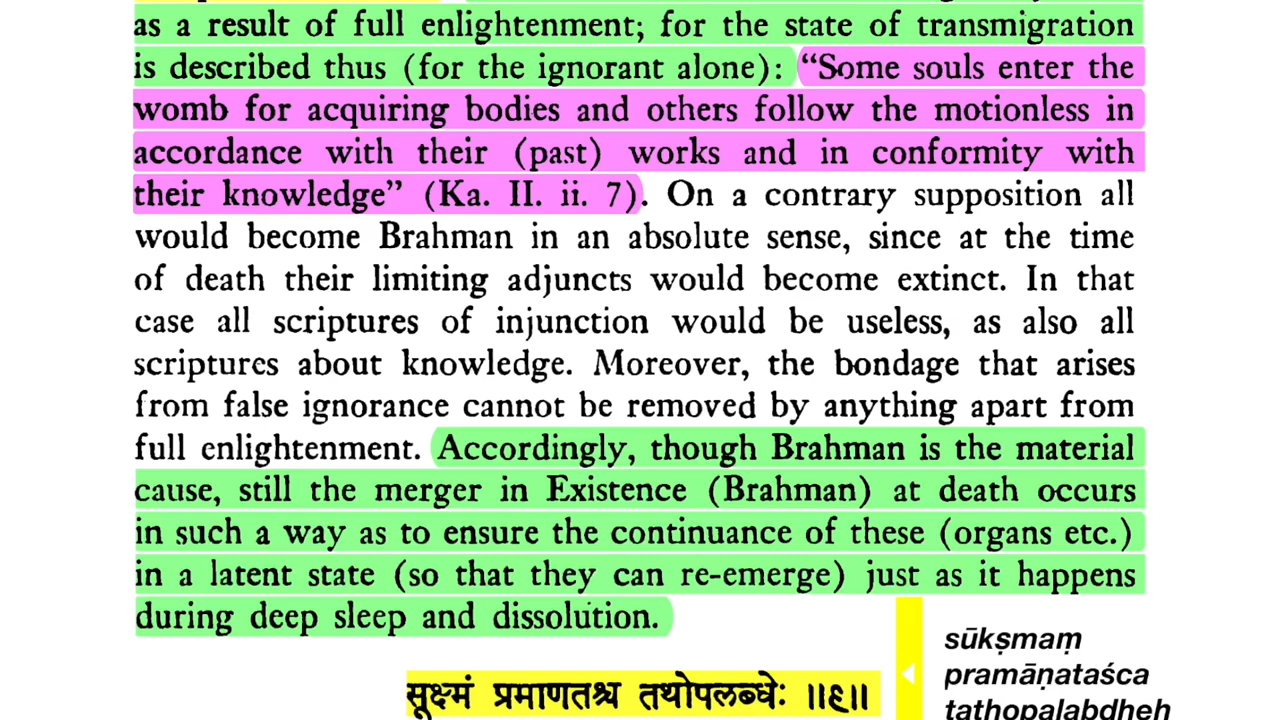 as a result of full enlightenment; for the state of transmigration
is described thus (for the ignorant alone): “Some souls enter the
womb for acquiring bodies and others follow the motionless in
accordance with their (past) works and in conformity with
their knowledge” (Ka. II. ii. 7). On a contrary supposition all
would become Brahman in an absolute sense, since at the time
of death their limiting adjuncts would become extinct. In that
case all scriptures of injunction would be useless, as also all
scriptures about knowledge. Moreover, the bondage that arises
from false ignorance cannot be removed by anything apart from
full enlightenment. Accordingly, though Brahman is the material
cause, still the merger in Existence (Brahman) at death occurs
in such a way as to ensure the continuance of these (organs etc.)
in a latent state (so that they can re-emerge) just as it happens
during deep sleep and dissolution.
सूक्ष्मं प्रमाणतश्च तथोपलब्धेः ॥९॥
sūkṣmaṃ
pramāṇataśca
tathopalabdheh